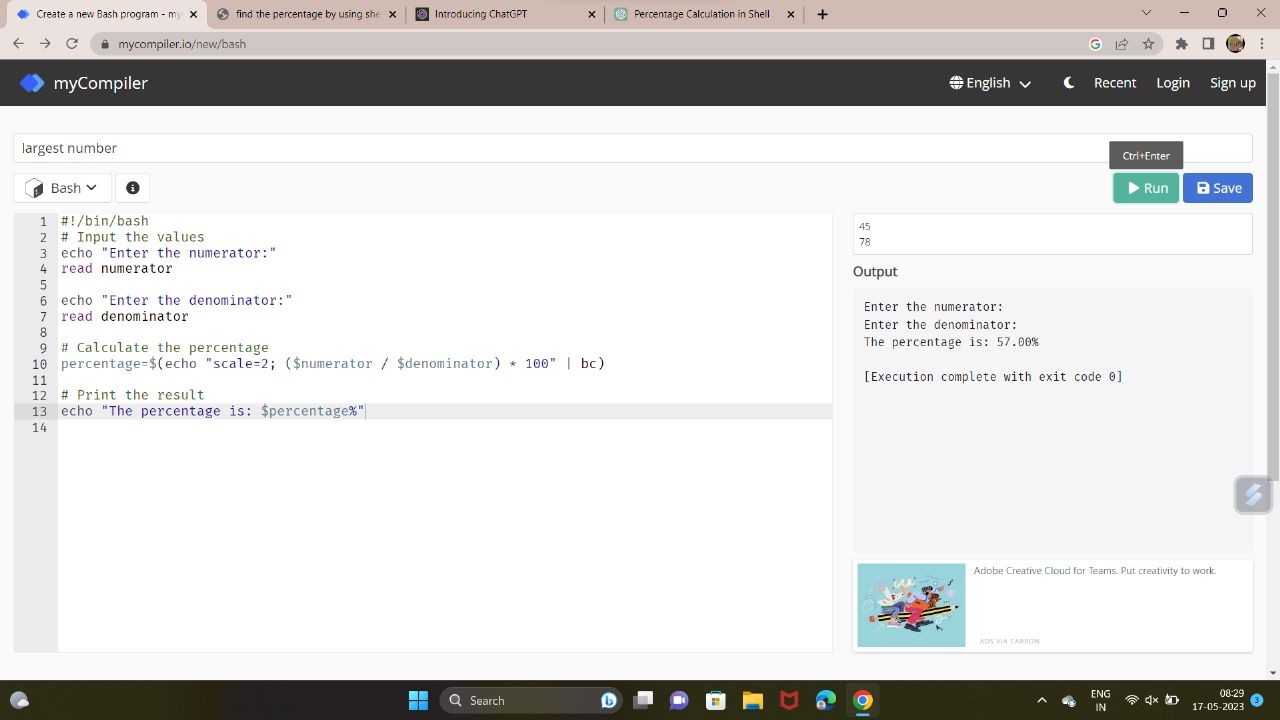 Create a new Bash program - my
find the percentage by using she
Introducing ChatGPT
Percentage Calculation in Shell
mycompiler.io/new/bash
myCompiler
English
Recent
Login
Sign up
largest number
Ctrl+Enter
Bash
Run
Save
1 #!/bin/bash
2 # Input the values
3 echo "Enter the numerator:"
4 read numerator
5
6 echo "Enter the denominator:"
7 read denominator
8
9 # Calculate the percentage
10 percentage=$(echo "scale=2; ($numerator / $denominator) * 100" | bc)
11
12 # Print the result
13 echo "The percentage is: $percentage%"
14
45
78
Output
Enter the numerator:
Enter the denominator:
The percentage is: 57.00%
[Execution complete with exit code 0]
Adobe Creative Cloud for Teams. Put creativity to work.
ADS VIA CARBON
Search
ENG
IN
08:29
17-05-2023
3